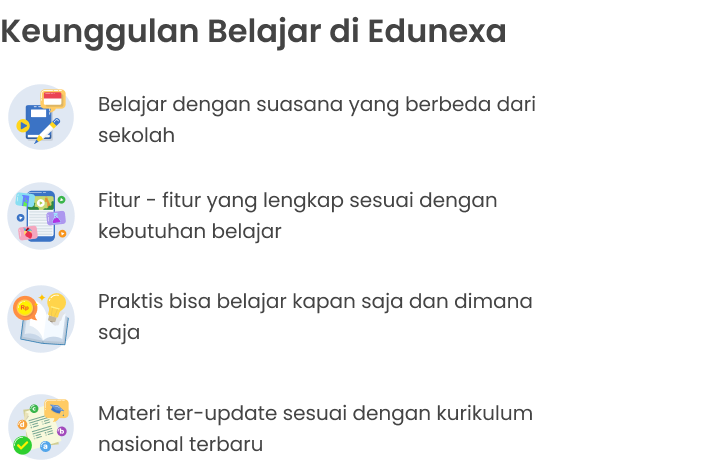 Keunggulan Belajar di Edunexa
Belajar dengan suasana yang berbeda dari
sekolah
Fitur - fitur yang lengkap sesuai dengan
kebutuhan belajar
Rp
Praktis bisa belajar kapan saja dan dimana
saja
c
d
b
a
Materi ter-update sesuai dengan kurikulum
nasional terbaru